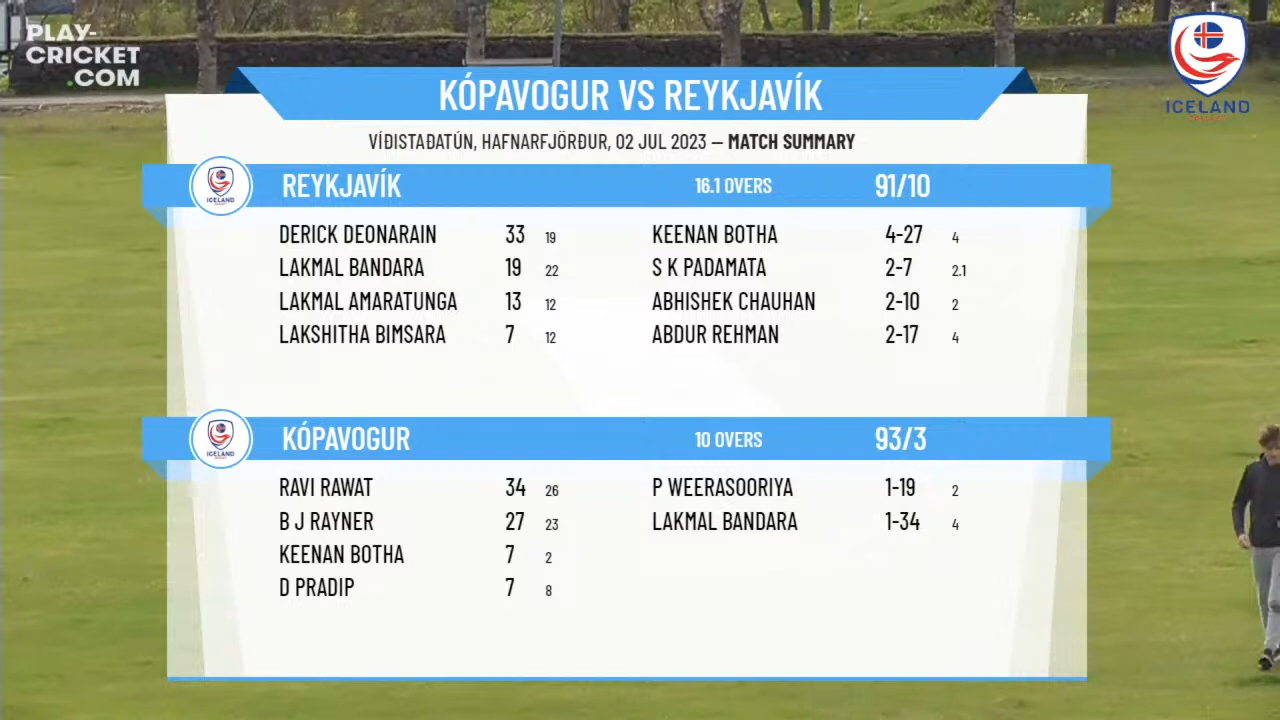 PLAY-
CRICKET
.COM
ICELAND
KÓPAVOGUR VS REYKJAVÍK
VÍÐISTAÐATÚN, HAFNARFJÖRÐUR, 02 JUL 2023 – MATCH SUMMARY
ICELAND
REYKJAVÍK 16.1 OVERS 91/10
DERICK DEONARAIN 33 19 KEENAN BOTHA 4-27 4
LAKMAL BANDARA 19 22 S K PADAMATA 2-7 2.1
LAKMAL AMARATUNGA 13 12 ABHISHEK CHAUHAN 2-10 2
LAKSHITHA BIMSARA 7 12 ABDUR REHMAN 2-17 4
ICELAND
KÓPAVOGUR 10 OVERS 93/3
RAVI RAWAT 34 26 P WEERASOORIYA 1-19 2
B J RAYNER 27 23 LAKMAL BANDARA 1-34 4
KEENAN BOTHA 7 2
D PRADIP 7 8